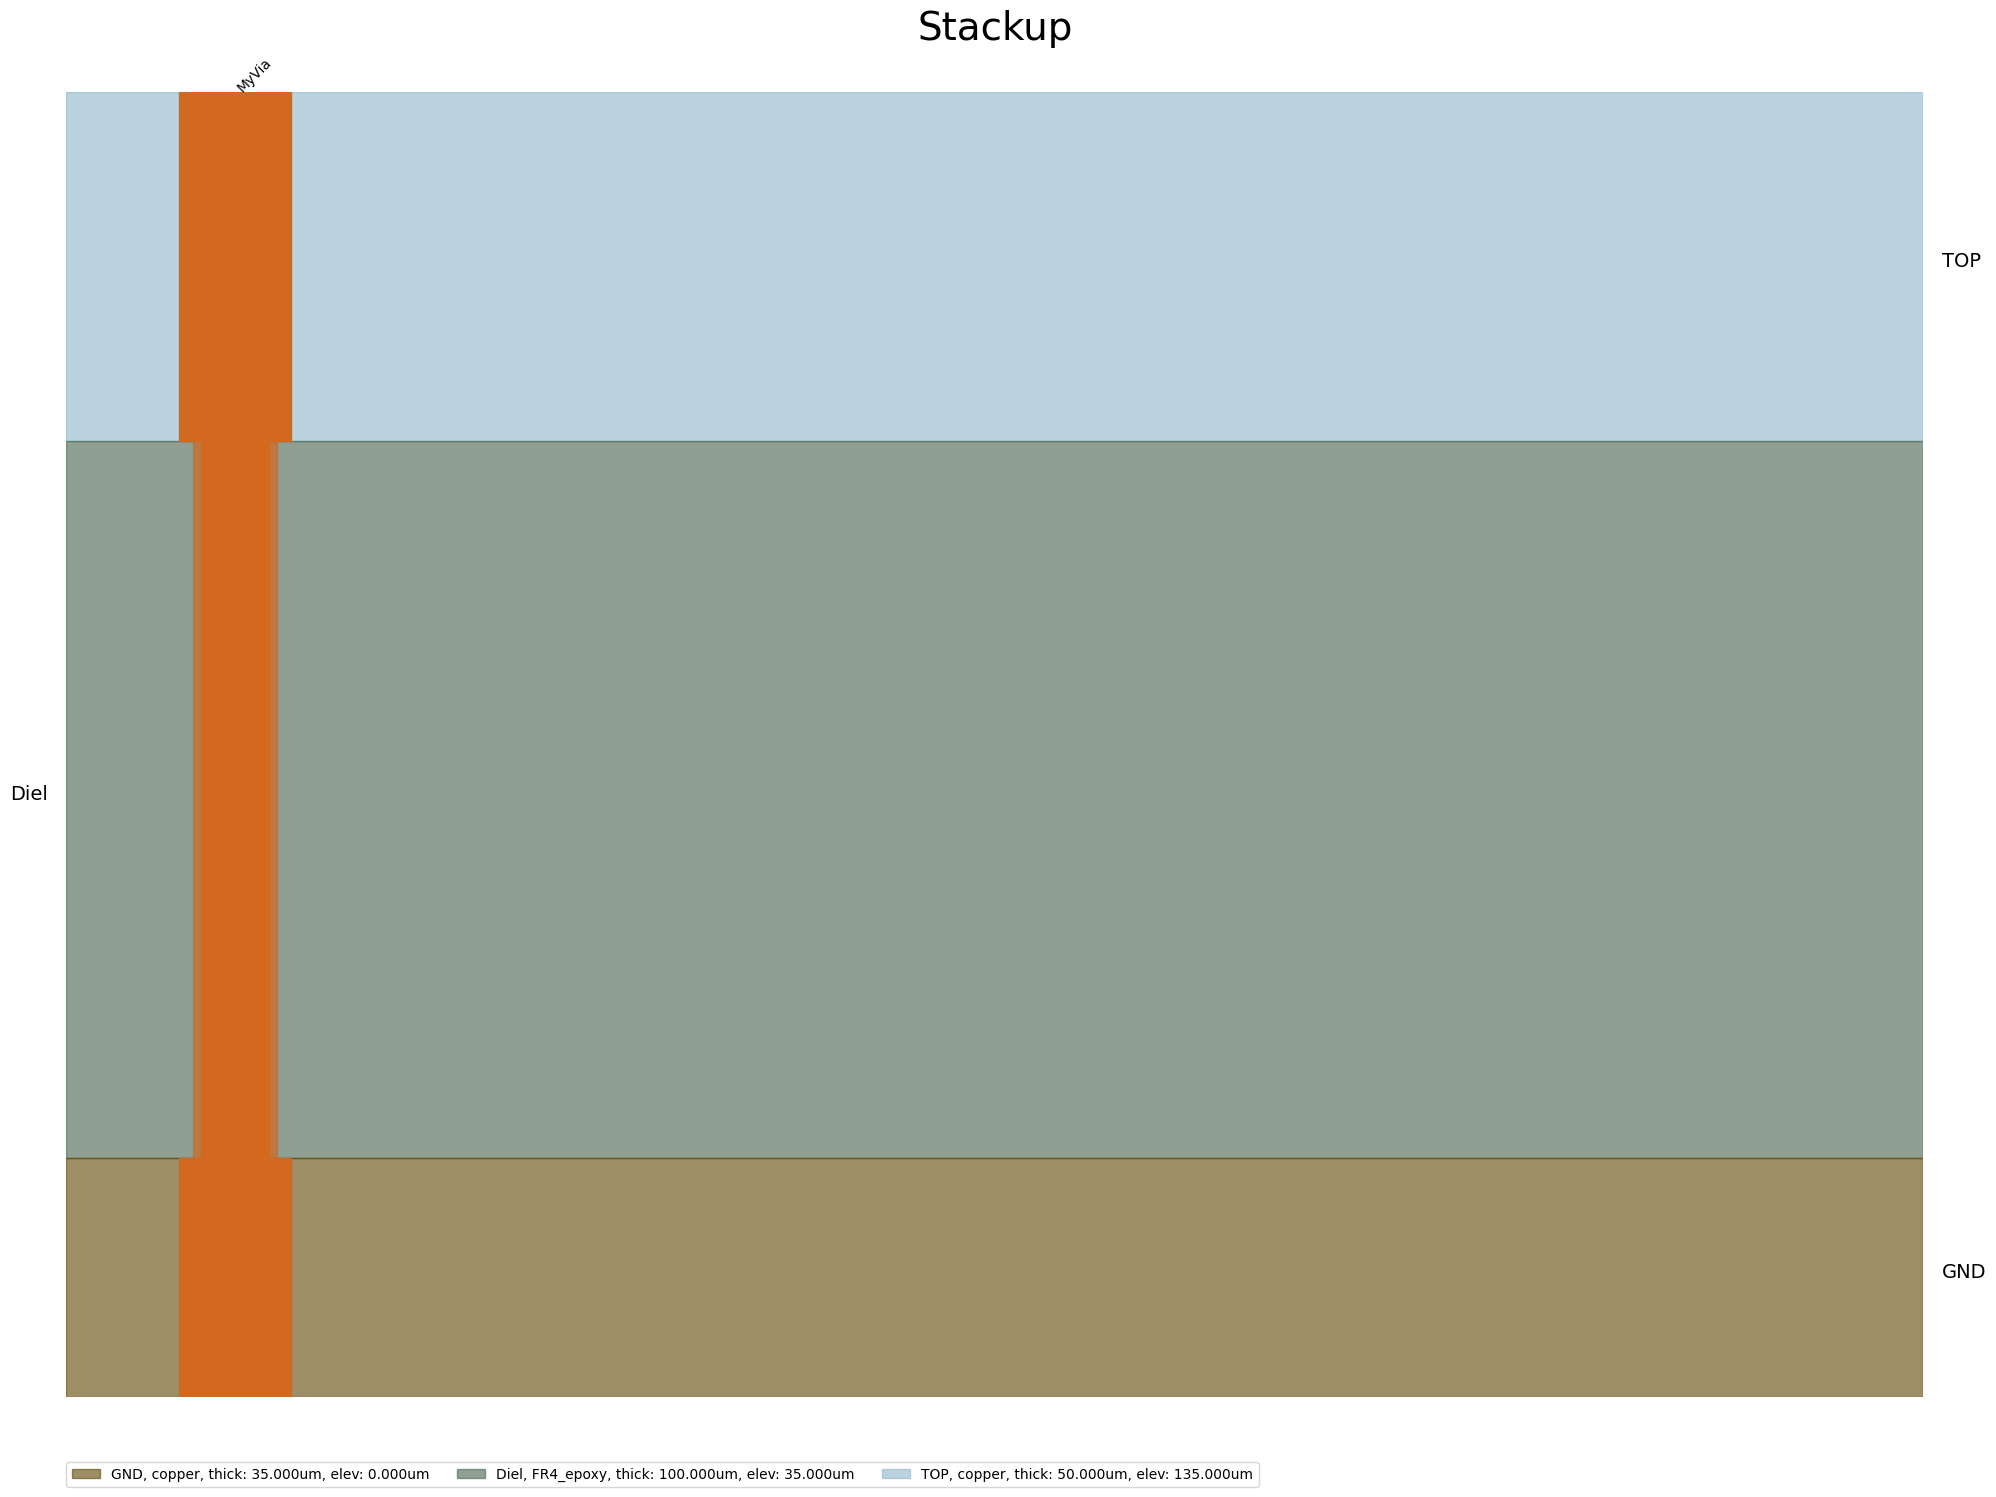 Stackup
MyVia
TOP
Diel
GND
GND, copper, thick: 35.000um, elev: 0.000um
Diel, FR4_epoxy, thick: 100.000um, elev: 35.000um
TOP, copper, thick: 50.000um, elev: 135.000um